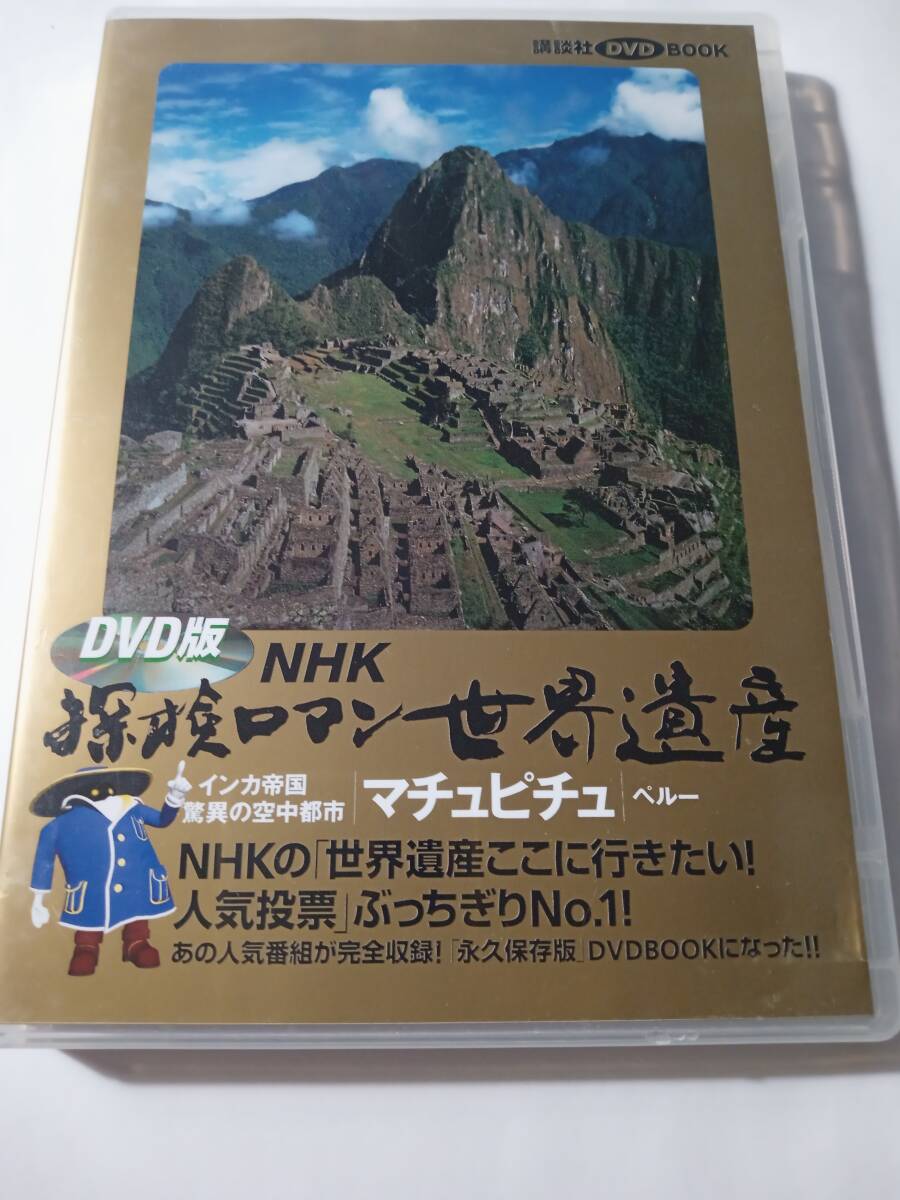 講談社 DVD BOOK
DVD版
NHK
探検ロマン世界遺産
インカ帝国
驚異の空中都市
マチュピチュ
ペルー
NHKの「世界遺産ここに行きたい!
人気投票」ぶっちぎりNo.1!
あの人気番組が完全収録!「永久保存版」DVDBOOKになった!!